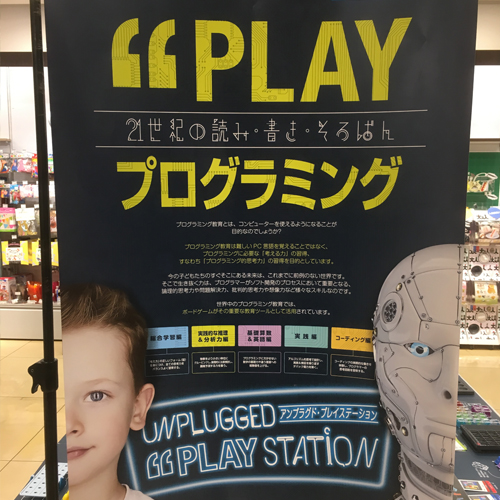 “PLAY
21世紀の読み・書き・そろばん
プログラミング
プログラミング教育とは、コンピューターを使えるようになることが
目的なのでしょうか?
プログラミング教育は難しいPC言語を覚えることではなく、
プログラミングに必要な「考える力」の習得、
すなわち「プログラミング的思考力」の習得を目的としています。
今の子どもたちのすぐそこにある未来は、これまでに前例のない世界です。
そこで生き抜く力は、プログラマーがソフト開発のプロセスにおいて重要となる、
論理的思考力や問題解決力、批判的思考力や想像力など様々なスキルなのです。
世界中のプログラミング教育では、
ボードゲームがその重要な教育ツールとして活用されています。
総合学習編
実践的な推理
&分析力編
基礎算数
&英語編
実践編
コーディング編
UNPLUGGED
アンプラグド・プレイステーション
“PLAY STATiON